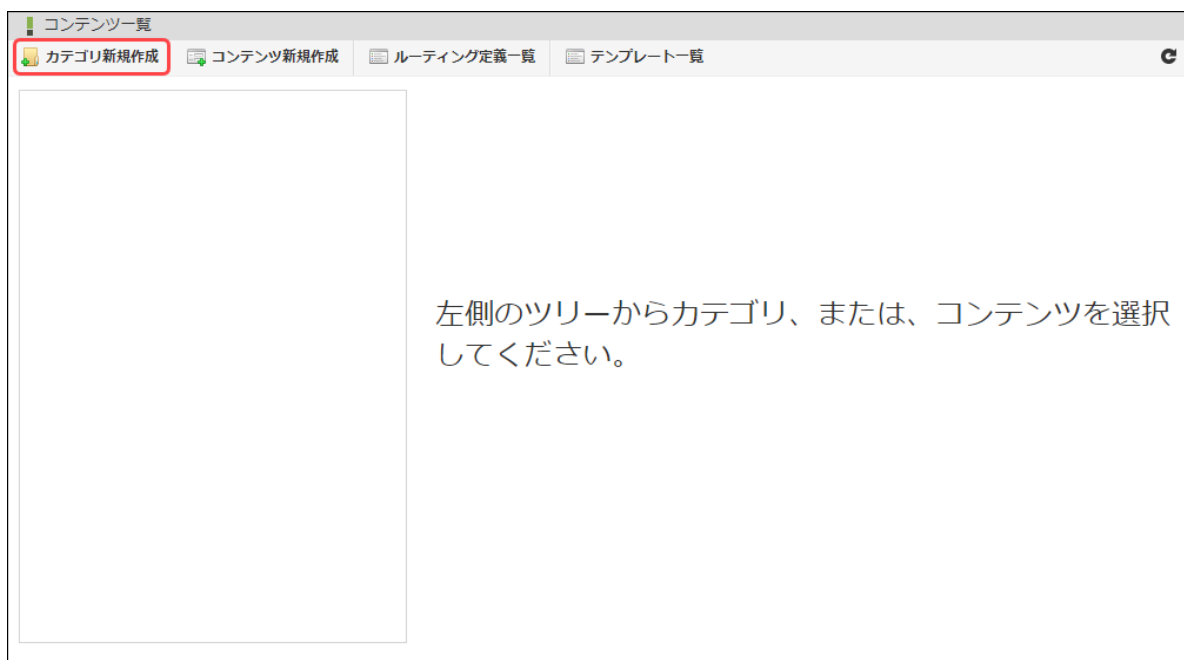 コンテンツ一覧
カテゴリ新規作成 コンテンツ新規作成 ルーティング定義一覧 テンプレート一覧
左側のツリーからカテゴリ、または、コンテンツを選択
してください。